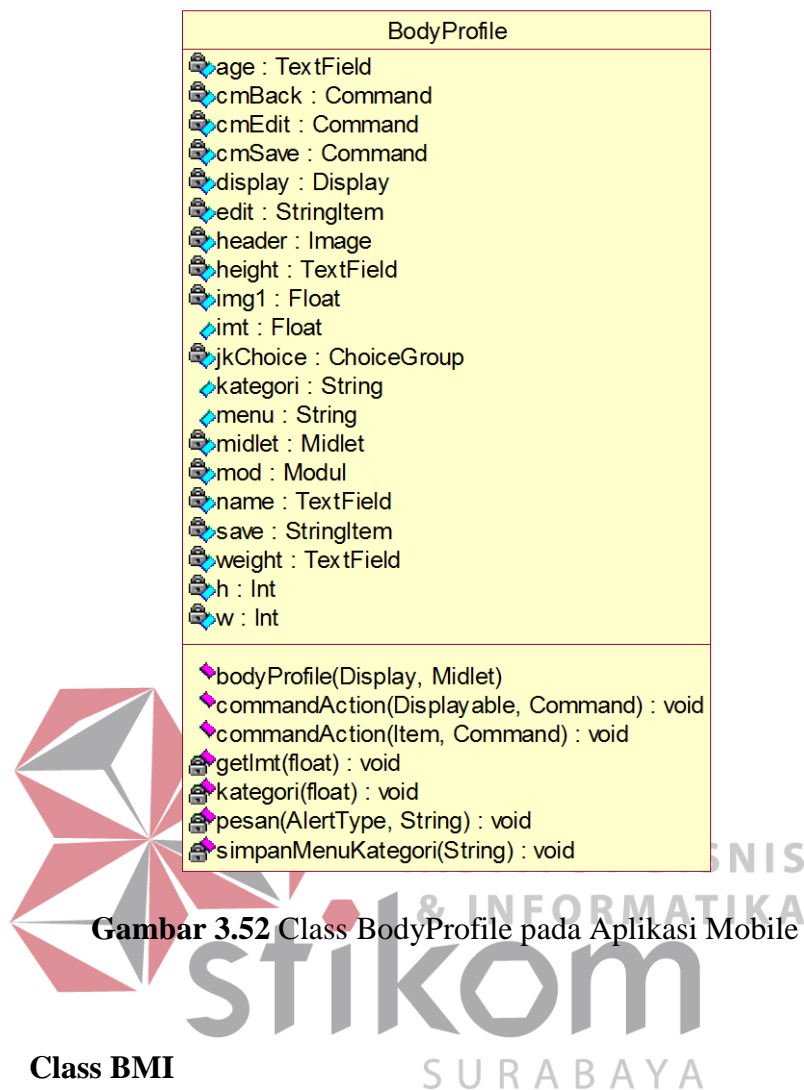 BodyProfile
age : TextField
cmBack : Command
cmEdit : Command
cmSave : Command
display : Display
edit : StringItem
header : Image
height : TextField
img1 : Float
imt : Float
jkChoice : ChoiceGroup
kategori : String
menu : String
midlet : Midlet
mod : Modul
name : TextField
save : StringItem
weight : TextField
h : Int
w : Int
bodyProfile(Display, Midlet)
commandAction(Displayable, Command) : void
commandAction(Item, Command) : void
getImt(float) : void
kategori(float) : void
pesan(AlertType, String) : void
simpanMenuKategori(String) : void
& INFORMATIKA
Gambar 3.52 Class BodyProfile pada Aplikasi Mobile
stikom
SURABAYA
Class BMI